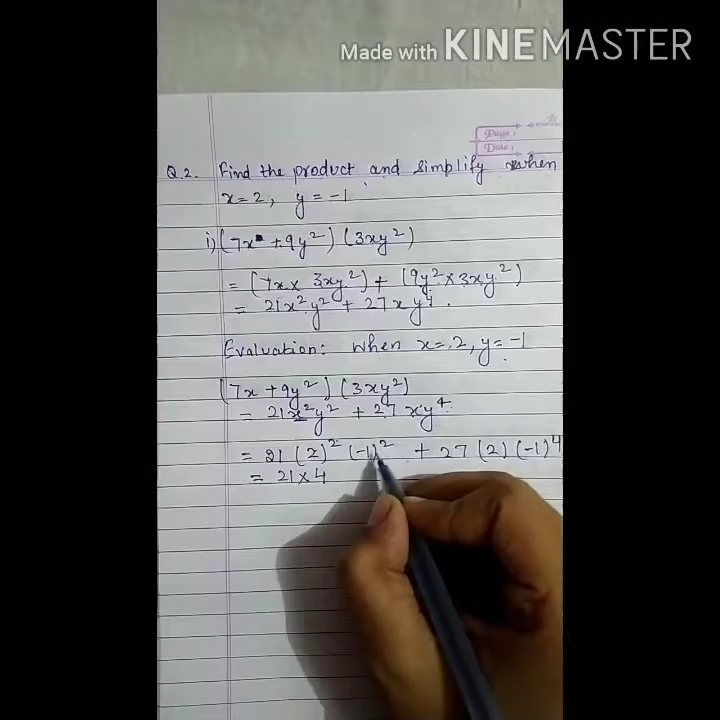 Made with KINEMASTER
Page:
Date:
Q.2. Find the product and simplify when
x=2, y=-1
i) (7x + 9y²) (3xy²)
= (7x × 3xy²) + (9y² × 3xy²)
= 21x²y² + 27xy⁴.
Evaluation: when x=2, y=-1
(7x + 9y²) (3xy²)
= 21x²y² + 27xy⁴
= 21 (2)² (-1)² + 27 (2) (-1)⁴
= 21×4